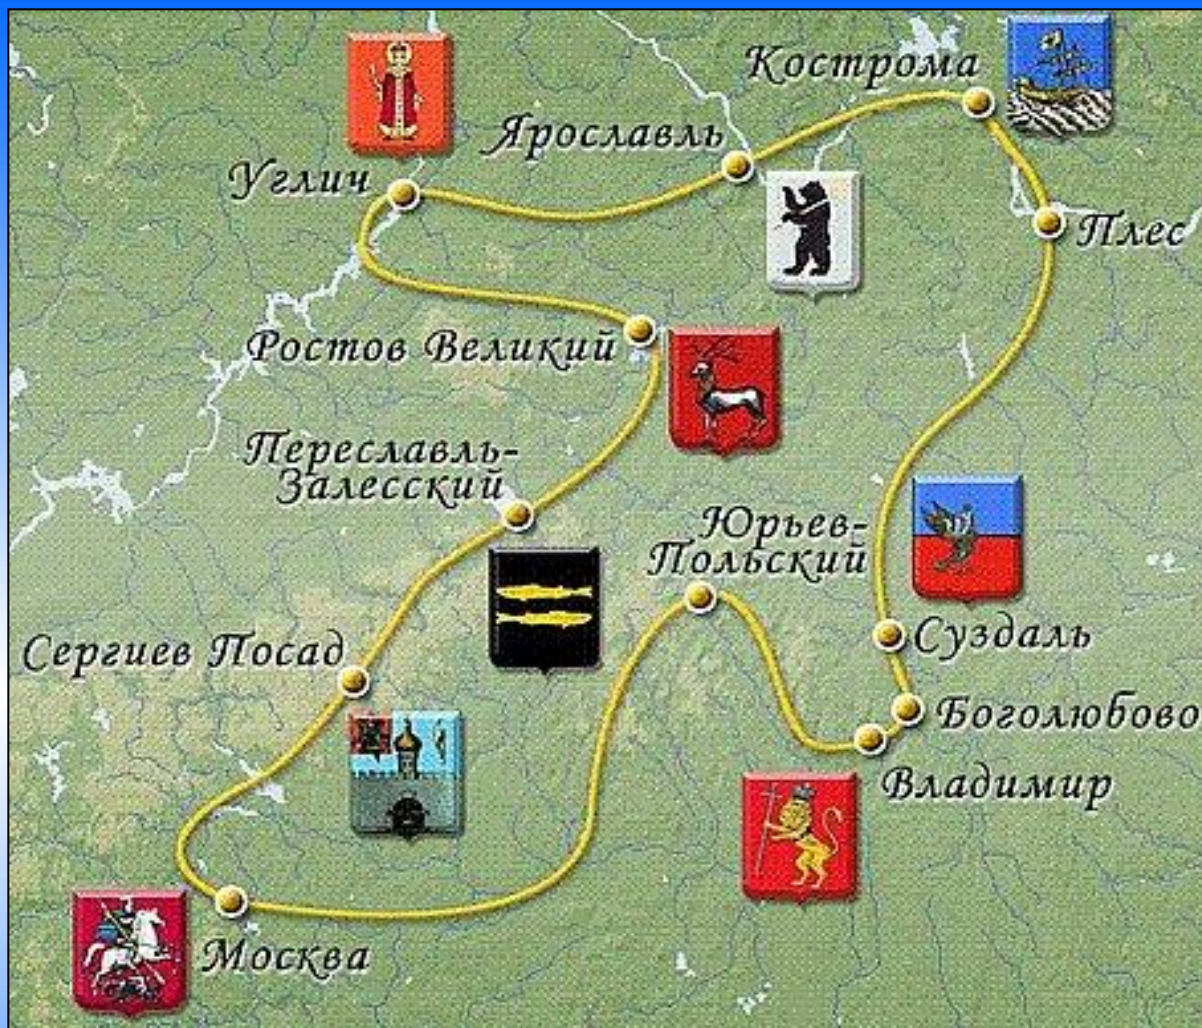 Кострома
Ярославль
Углич
Плес
Ростов Великий
Переславль-
Залесский
Юрьев-
Польский
Сергиев Посад
Суздаль
Боголюбово
Владимир
Москва